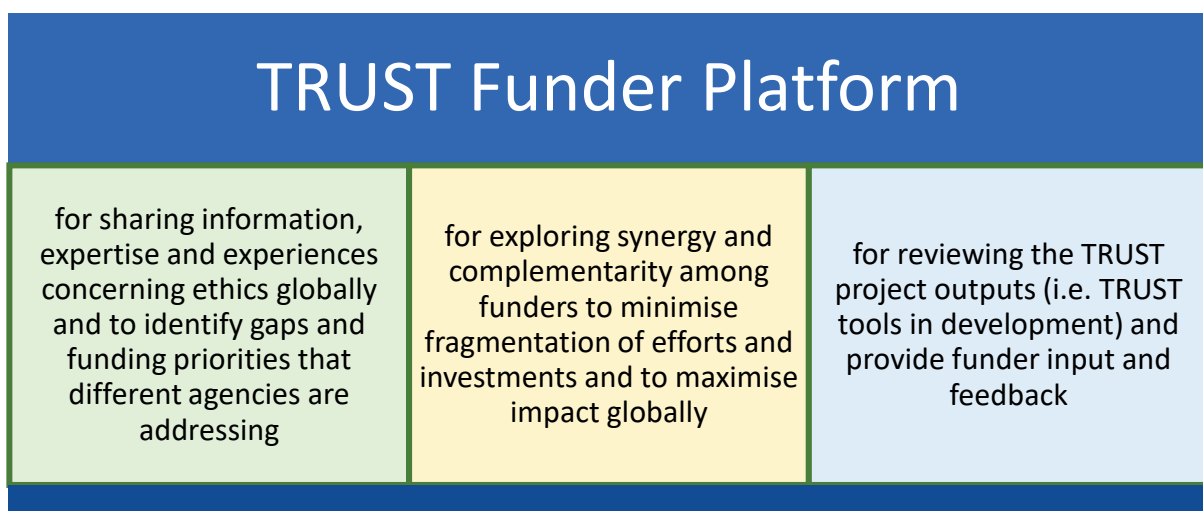 TRUST Funder Platform
for sharing information,
expertise and experiences
concerning ethics globally
and to identify gaps and
funding priorities that
different agencies are
addressing
for exploring synergy and
complementarity among
funders to minimise
fragmentation of efforts and
investments and to maximise
impact globally
for reviewing the TRUST
project outputs (i.e. TRUST
tools in development) and
provide funder input and
feedback